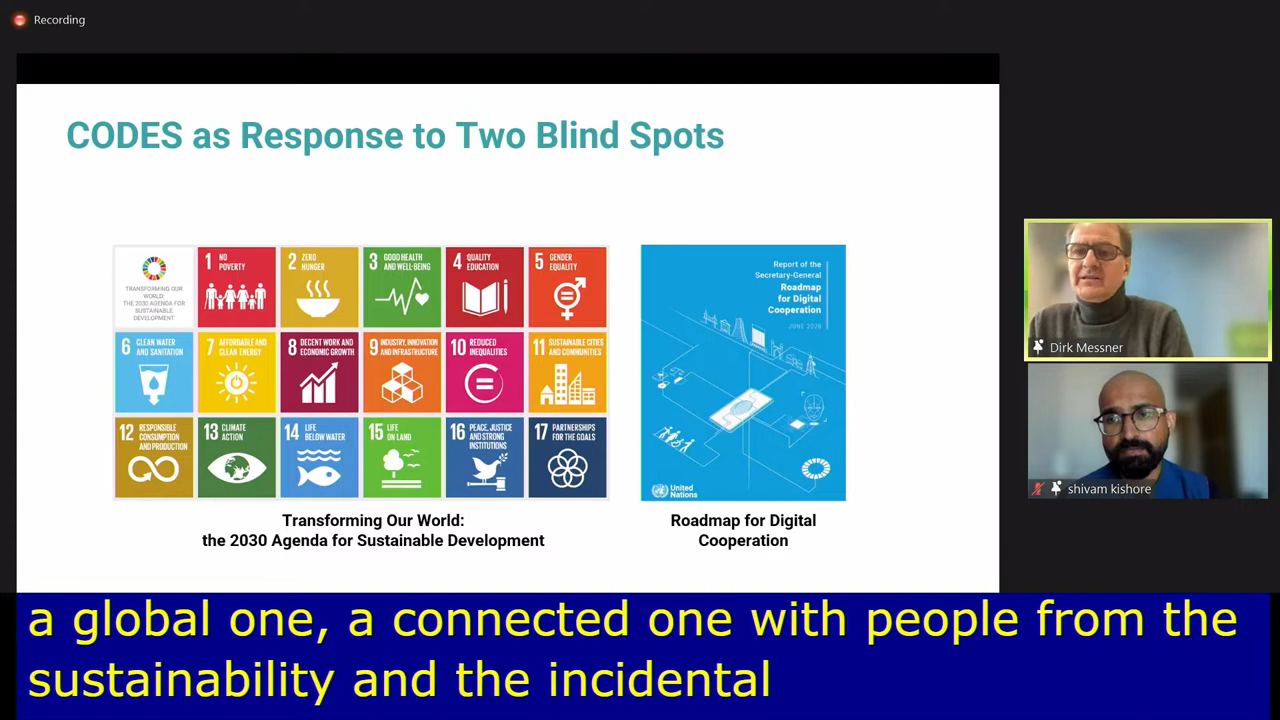 Recording
CODES as Response to Two Blind Spots
TRANSFORMING OUR
WORLD:
THE 2030 AGENDA FOR
SUSTAINABLE
DEVELOPMENT
1 NO
POVERTY
2 ZERO
HUNGER
3 GOOD HEALTH
AND WELL-BEING
4 QUALITY
EDUCATION
5 GENDER
EQUALITY
6 CLEAN WATER
AND SANITATION
7 AFFORDABLE AND
CLEAN ENERGY
8 DECENT WORK AND
ECONOMIC GROWTH
9 INDUSTRY, INNOVATION
AND INFRASTRUCTURE
10 REDUCED
INEQUALITIES
11 SUSTAINABLE CITIES
AND COMMUNITIES
12 RESPONSIBLE
CONSUMPTION
AND PRODUCTION
13 CLIMATE
ACTION
14 LIFE
BELOW WATER
15 LIFE
ON LAND
16 PEACE, JUSTICE
AND STRONG
INSTITUTIONS
17 PARTNERSHIPS
FOR THE GOALS
Transforming Our World:
the 2030 Agenda for Sustainable Development
Report of the
Secretary-General
Roadmap
for Digital
Cooperation
JUNE 2020
United
Nations
Roadmap for Digital
Cooperation
Dirk Messner
shivam kishore
a global one, a connected one with people from the
sustainability and the incidental